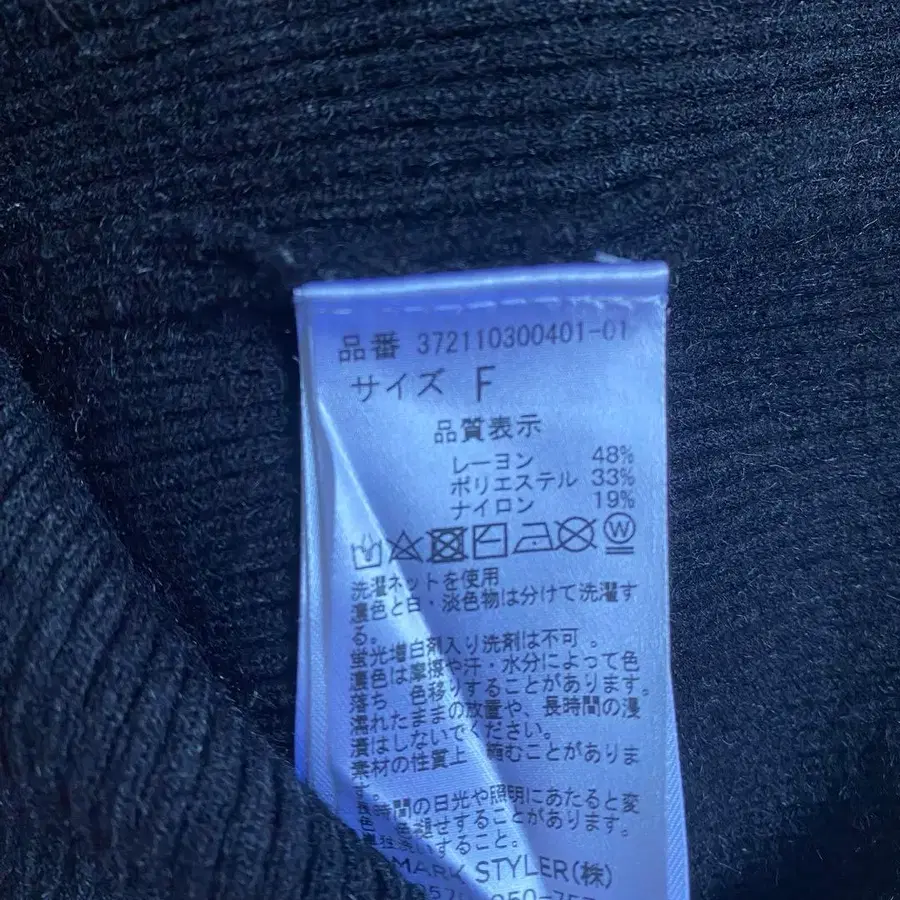 品番 372110300401-01
サイズ F
品質表示
レーヨン 48%
ポリエステル 33%
ナイロン 19%
W
洗濯ネットを使用
濃色と白・淡色物は分けて洗濯す
る。
蛍光増白剤入り洗剤は不可。
濃色は摩擦や汗・水分によって色
落ち 色移りすることがあります。
濡れたままの放置や、長時間の浸
漬はしないでください。
素材の性質上 縮むことがありま
す
時間の日光や照明にあたると変
色 褪せすることがあります。
すること。
MARK STYLER(株)